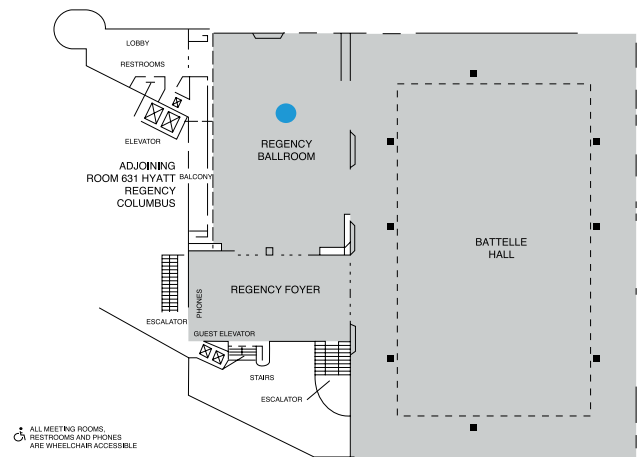 LOBBY
RESTROOMS
ELEVATOR
ADJOINING
ROOM 631 HYATT
REGENCY
COLUMBUS
BALCONY
REGENCY
BALLROOM
BATTELLE
HALL
REGENCY FOYER
PHONES
ESCALATOR
GUEST ELEVATOR
STAIRS
ESCALATOR
ALL MEETING ROOMS,
RESTROOMS AND PHONES
ARE WHEELCHAIR ACCESSIBLE